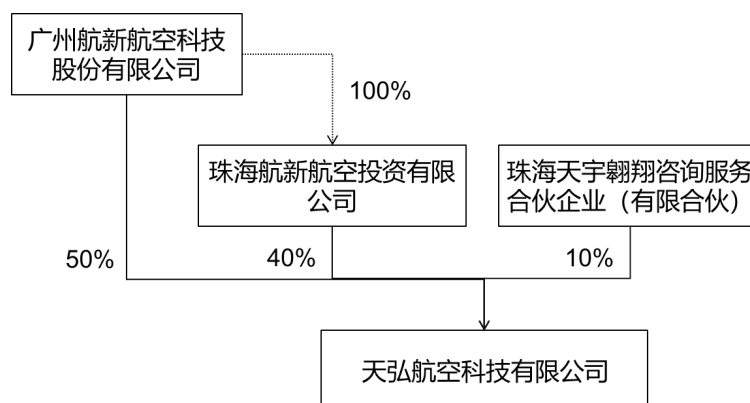 广州航新航空科技
股份有限公司
100%
珠海航新航空投资有限
公司
珠海天宇翱翔咨询服务
合伙企业（有限合伙）
50%
40%
10%
天弘航空科技有限公司